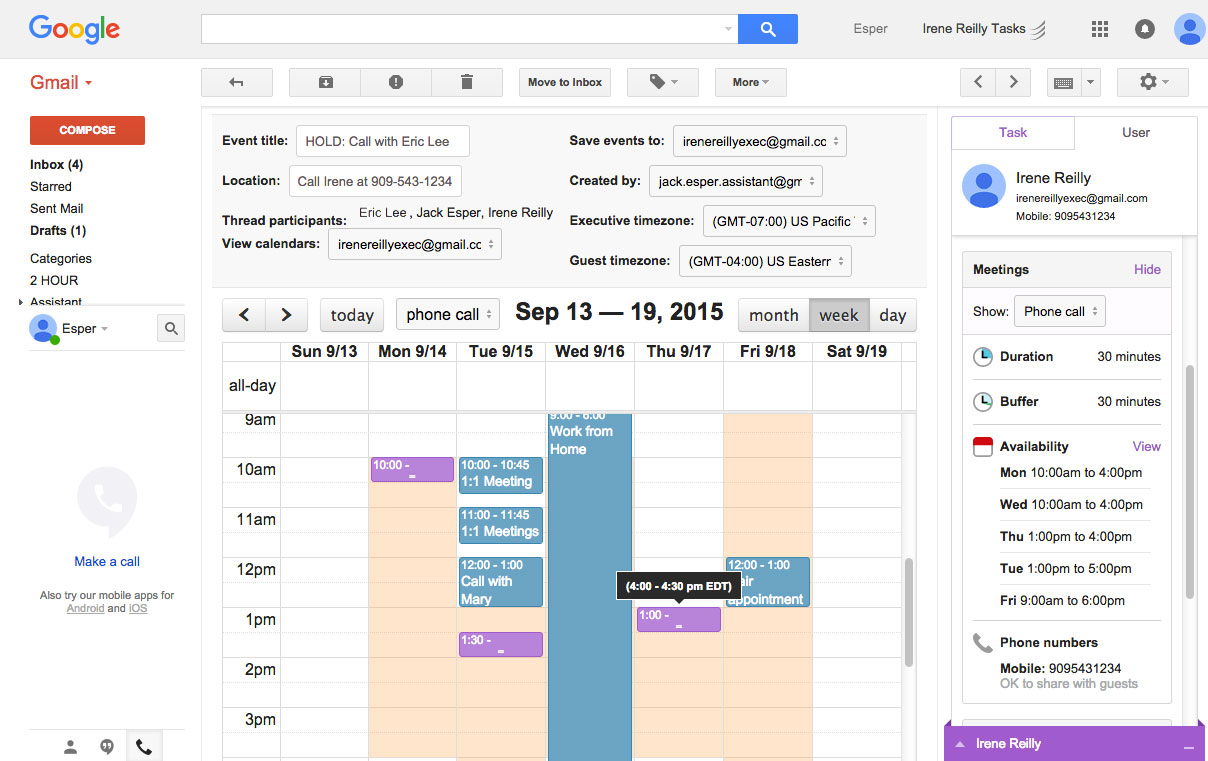 Google
Esper
Irene Reilly Tasks
Gmail
Move to Inbox
More
COMPOSE
Inbox (4)
Starred
Sent Mail
Drafts (1)
Categories
2 HOUR
Assistant
Esper
Make a call
Also try our mobile apps for
Android and iOS
Event title: HOLD: Call with Eric Lee
Location: Call Irene at 909-543-1234
Thread participants: Eric Lee , Jack Esper, Irene Reilly
View calendars: irenereillyexec@gmail.cc
Save events to: irenereillyexec@gmail.cc
Created by: jack.esper.assistant@gm
Executive timezone: (GMT-07:00) US Pacific
Guest timezone: (GMT-04:00) US Eastern
today
phone call
Sep 13 — 19, 2015
month week day
Sun 9/13 Mon 9/14 Tue 9/15 Wed 9/16 Thu 9/17 Fri 9/18 Sat 9/19
all-day
9am
10am
11am
12pm
1pm
2pm
3pm
10:00 -
10:00 - 10:45
1:1 Meeting
11:00 - 11:45
1:1 Meetings
12:00 - 1:00
Call with
Mary
1:30 -
9:00 - 6:00
Work from
Home
(4:00 - 4:30 pm EDT)
1:00 -
12:00 - 1:00
appointment
Task User
Irene Reilly
irenereillyexec@gmail.com
Mobile: 9095431234
Meetings Hide
Show: Phone call
Duration 30 minutes
Buffer 30 minutes
Availability View
Mon 10:00am to 4:00pm
Wed 10:00am to 4:00pm
Thu 1:00pm to 4:00pm
Tue 1:00pm to 5:00pm
Fri 9:00am to 6:00pm
Phone numbers
Mobile: 9095431234
OK to share with guests
Irene Reilly